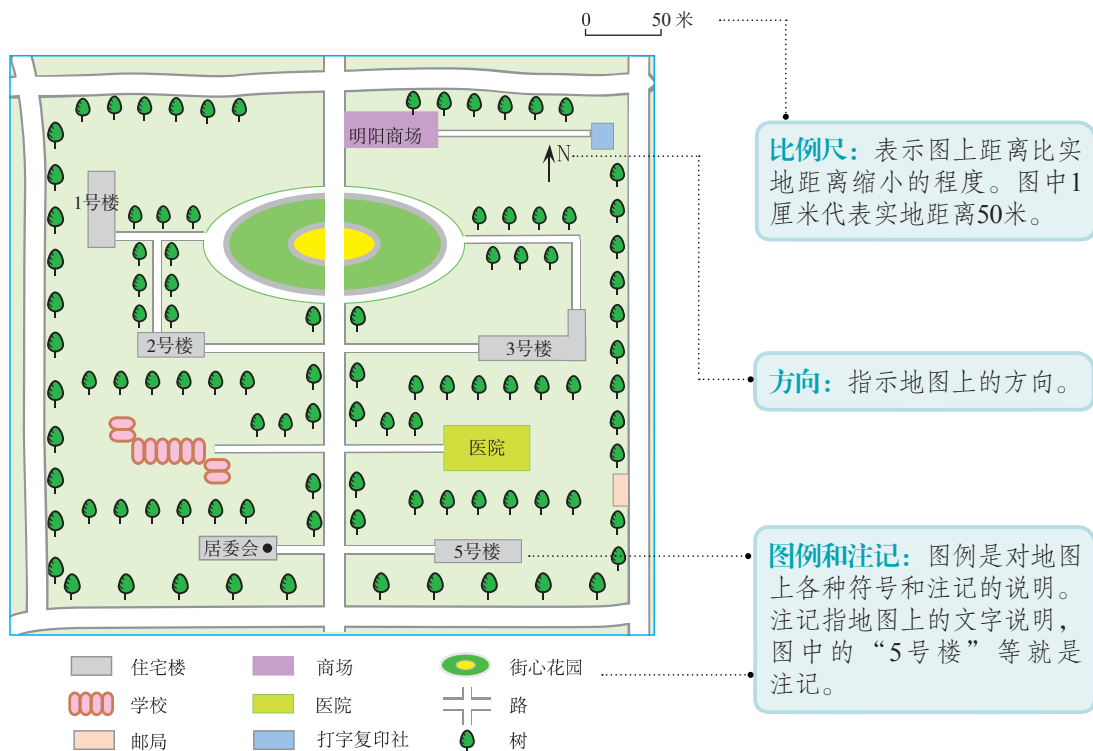 0 50 米
明阳商场
N
1号楼
2号楼
3号楼
医院
居委会
5号楼
比例尺：表示图上距离比实
地距离缩小的程度。图中1
厘米代表实地距离50米。
方向：指示地图上的方向。
图例和注记：图例是对地图
上各种符号和注记的说明。
注记指地图上的文字说明，
图中的“5号楼”等就是
注记。
住宅楼 商场 街心花园
学校 医院 路
邮局 打字复印社 树